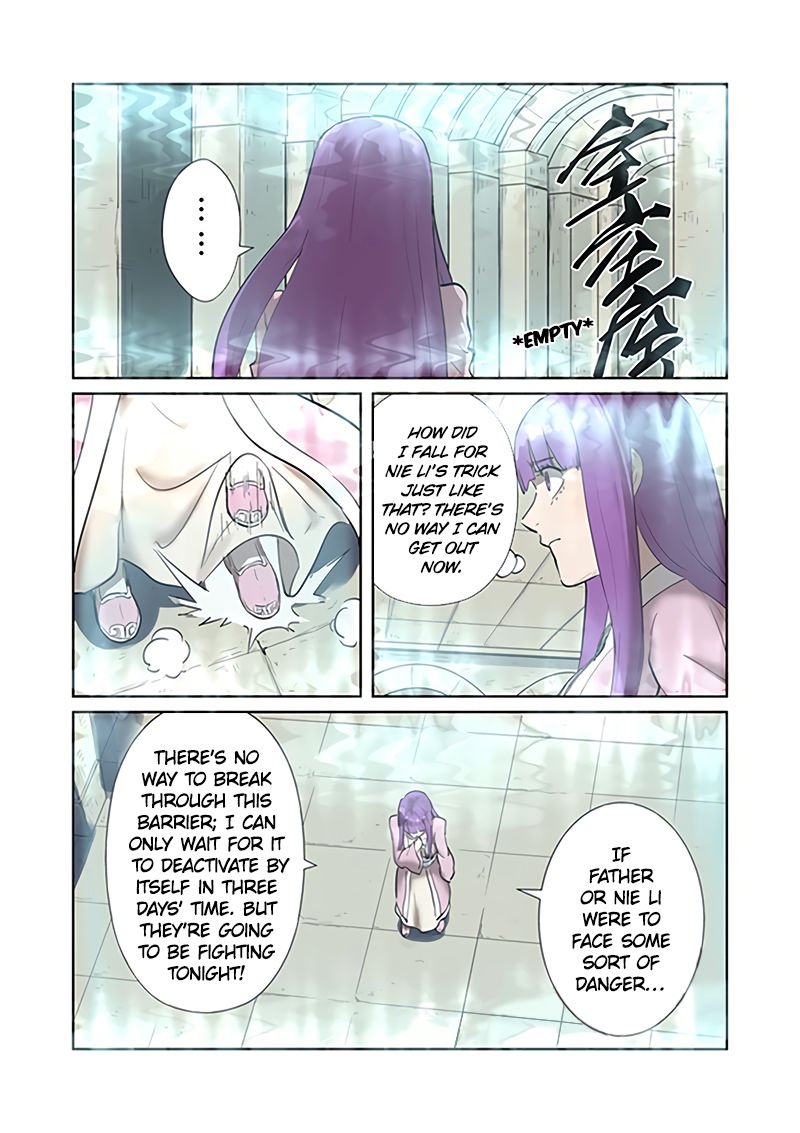 ......
空空寂
*EMPTY*
HOW DID
I FALL FOR
NIE LI'S TRICK
JUST LIKE
THAT? THERE'S
NO WAY I CAN
GET OUT
NOW.
IF
FATHER
OR NIE LI
WERE TO
FACE SOME
SORT OF
DANGER...
THERE'S NO
WAY TO BREAK
THROUGH THIS
BARRIER; I CAN
ONLY WAIT FOR IT
TO DEACTIVATE BY
ITSELF IN THREE
DAYS' TIME. BUT
THEY'RE GOING
TO BE FIGHTING
TONIGHT!